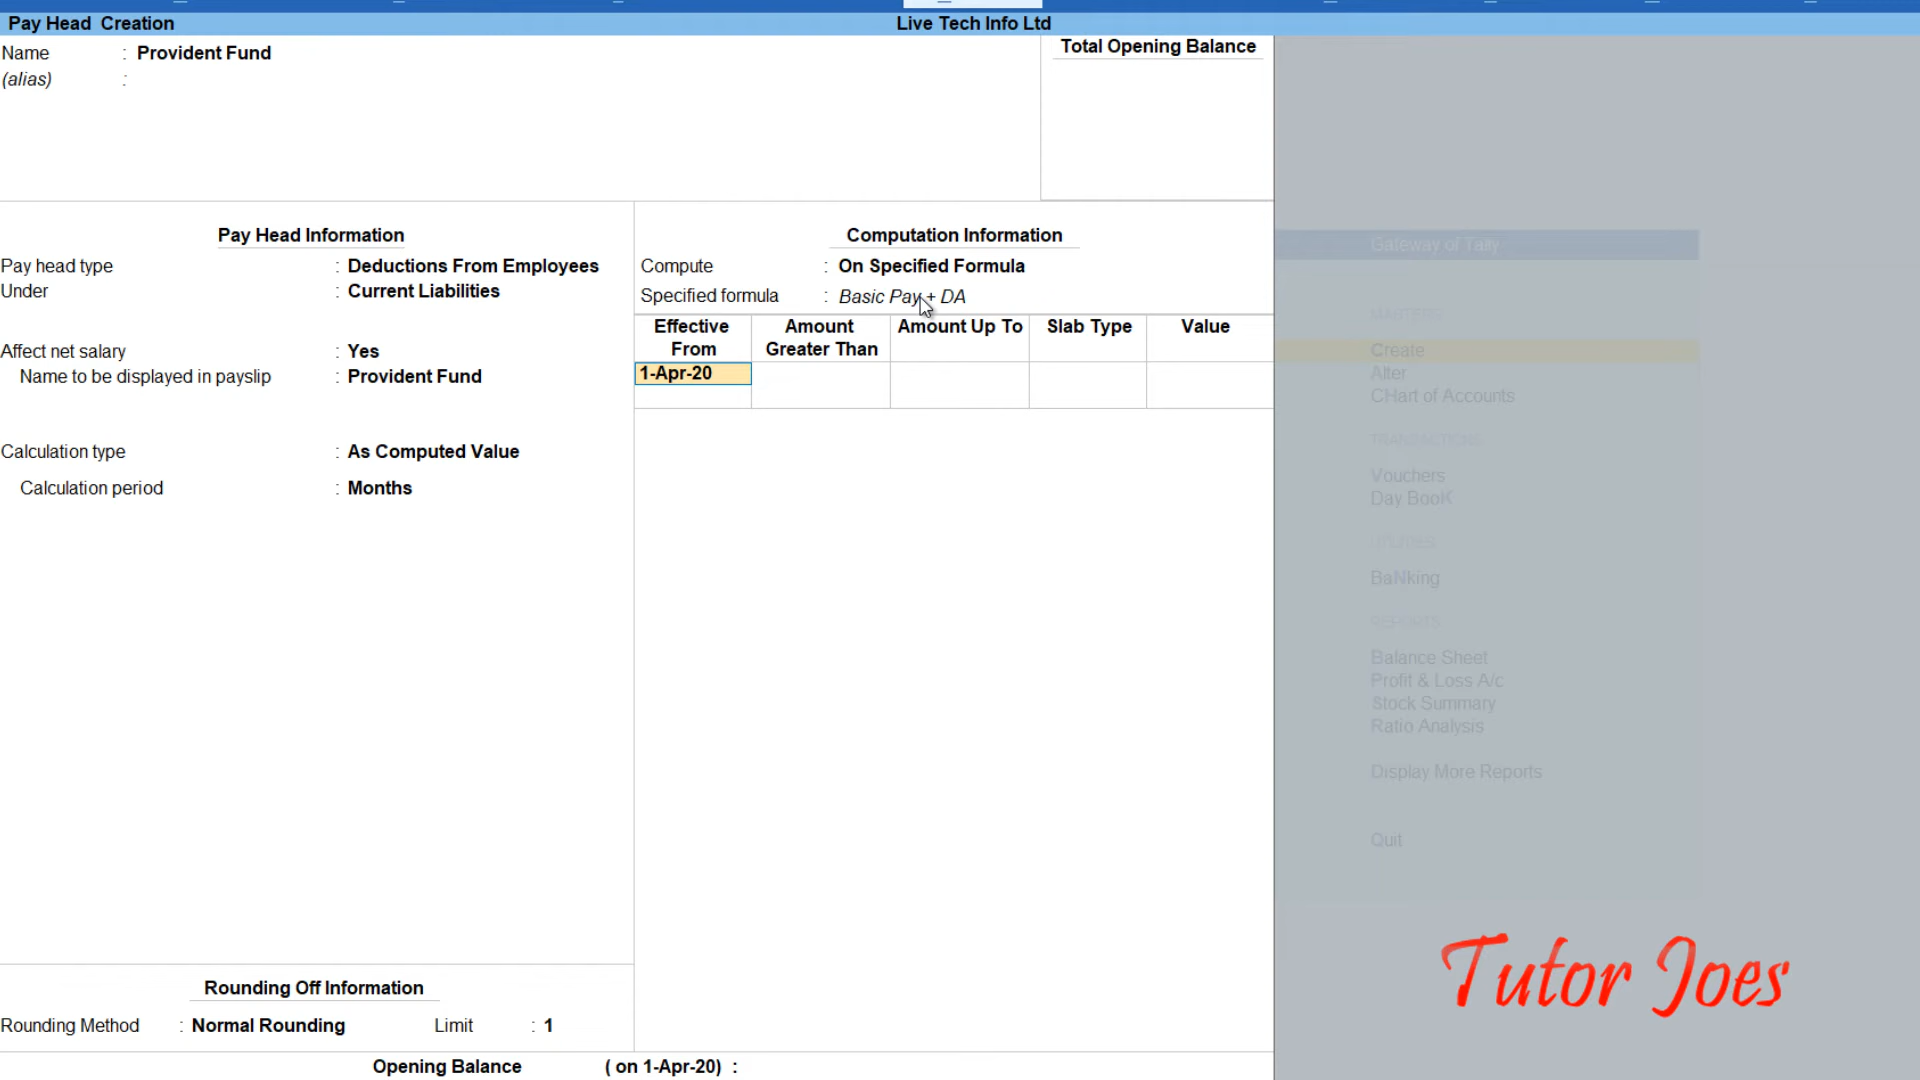 Pay Head Creation
Live Tech Info Ltd
Name : Provident Fund
(alias) :
Total Opening Balance
Pay Head Information
Pay head type : Deductions From Employees
Under : Current Liabilities
Affect net salary : Yes
Name to be displayed in payslip : Provident Fund
Calculation type : As Computed Value
Calculation period : Months
Computation Information
Compute : On Specified Formula
Specified formula : Basic Pay + DA
Effective From Amount Greater Than Amount Up To Slab Type Value
1-Apr-20
Rounding Off Information
Rounding Method : Normal Rounding Limit : 1
Opening Balance ( on 1-Apr-20) :
Gateway of Tally
MASTERS
Create
Alter
CHart of Accounts
TRANSACTIONS
Vouchers
Day BooK
UTILITIES
BaNking
REPORTS
Balance Sheet
Profit & Loss A/c
Stock Summary
Ratio Analysis
Display More Reports
Quit
Tutor Joes